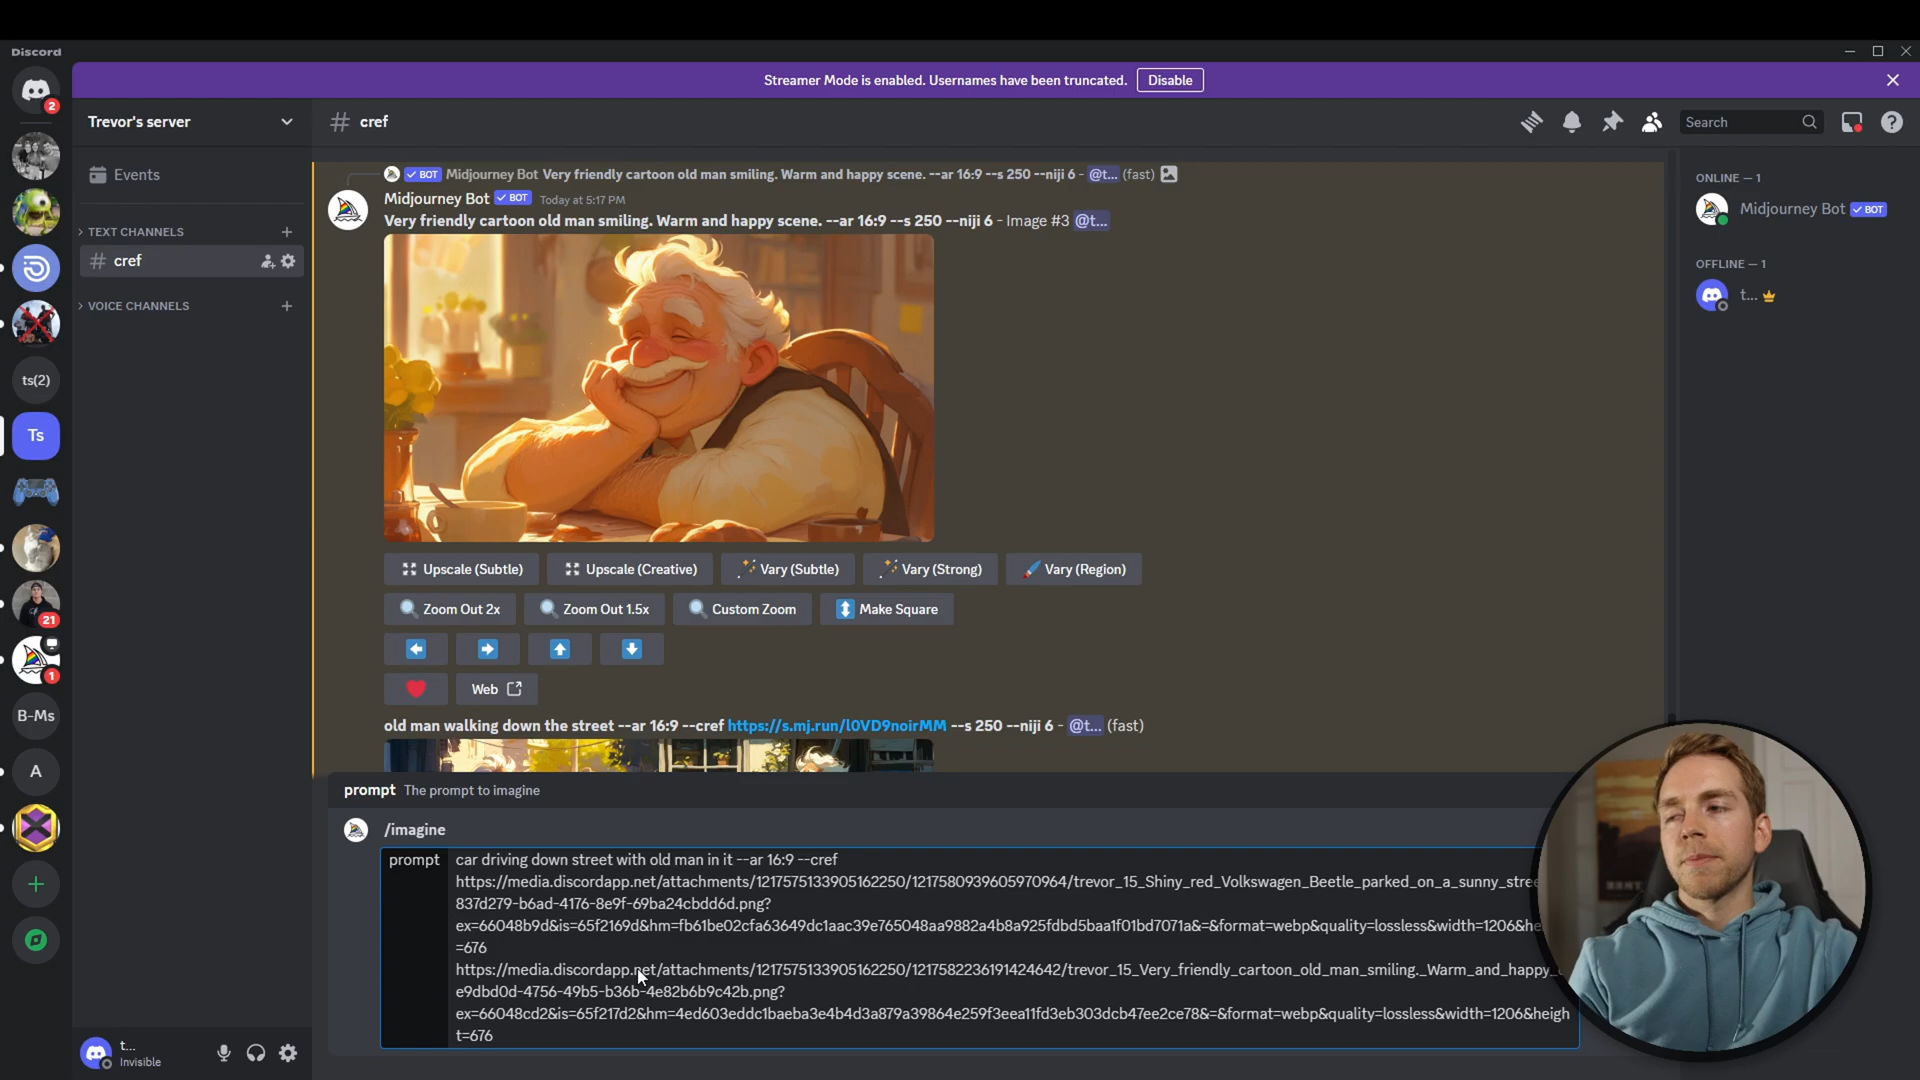 Discord
Streamer Mode is enabled. Usernames have been truncated. Disable
2
Trevor's server
# cref
Search
Events
TEXT CHANNELS
# cref
VOICE CHANNELS
ts(2)
Ts
21
1
B-Ms
A
BOT Midjourney Bot Very friendly cartoon old man smiling. Warm and happy scene. --ar 16:9 --s 250 --niji 6 - @t... (fast)
Midjourney Bot BOT Today at 5:17 PM
Very friendly cartoon old man smiling. Warm and happy scene. --ar 16:9 --s 250 --niji 6 - Image #3 @t...
Upscale (Subtle) Upscale (Creative) Vary (Subtle) Vary (Strong) Vary (Region)
Zoom Out 2x Zoom Out 1.5x Custom Zoom Make Square
Web
old man walking down the street --ar 16:9 --cref https://s.mj.run/l0VD9noirMM --s 250 --niji 6 - @t... (fast)
prompt The prompt to imagine
/imagine
prompt car driving down street with old man in it --ar 16:9 --cref
https://media.discordapp.net/attachments/1217575133905162250/1217580939605970964/trevor_15_Shiny_red_Volkswagen_Beetle_parked_on_a_sunny_stre
837d279-b6ad-4176-8e9f-69ba24cbdd6d.png?
ex=66048b9d&is=65f2169d&hm=fb61be02cfa63649dc1aac39e765048aa9882a4b8a925fdbd5baa1f01bd7071a&=&format=webp&quality=lossless&width=1206&he
=676
https://media.discordapp.net/attachments/1217575133905162250/1217582236191424642/trevor_15_Very_friendly_cartoon_old_man_smiling._Warm_and_happy_
e9dbd0d-4756-49b5-b36b-4e82b6b9c42b.png?
ex=66048cd2&is=65f217d2&hm=4ed603eddc1baeba3e4b4d3a879a39864e259f3eea11fd3eb303dcb47ee2ce78&=&format=webp&quality=lossless&width=1206&heigh
t=676
ONLINE — 1
Midjourney Bot BOT
OFFLINE — 1
t...
t...
Invisible